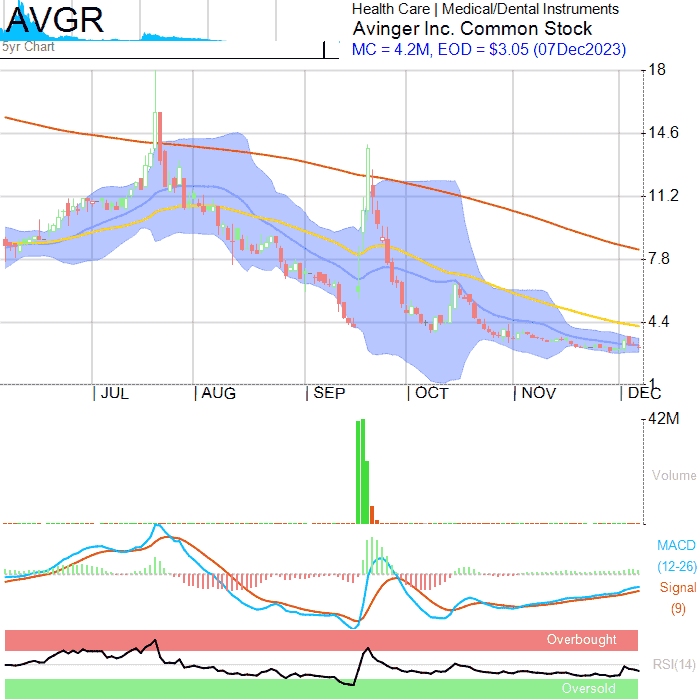 AVGR
5yr Chart
Health Care | Medical/Dental Instruments
Avinger Inc. Common Stock
MC = 4.2M, EOD = $3.05 (07Dec2023)
18
14.6
11.2
7.8
4.4
1
JUL AUG SEP OCT NOV DEC
42M
Volume
MACD
(12-26)
Signal
(9)
Overbought
RSI(14)
Oversold